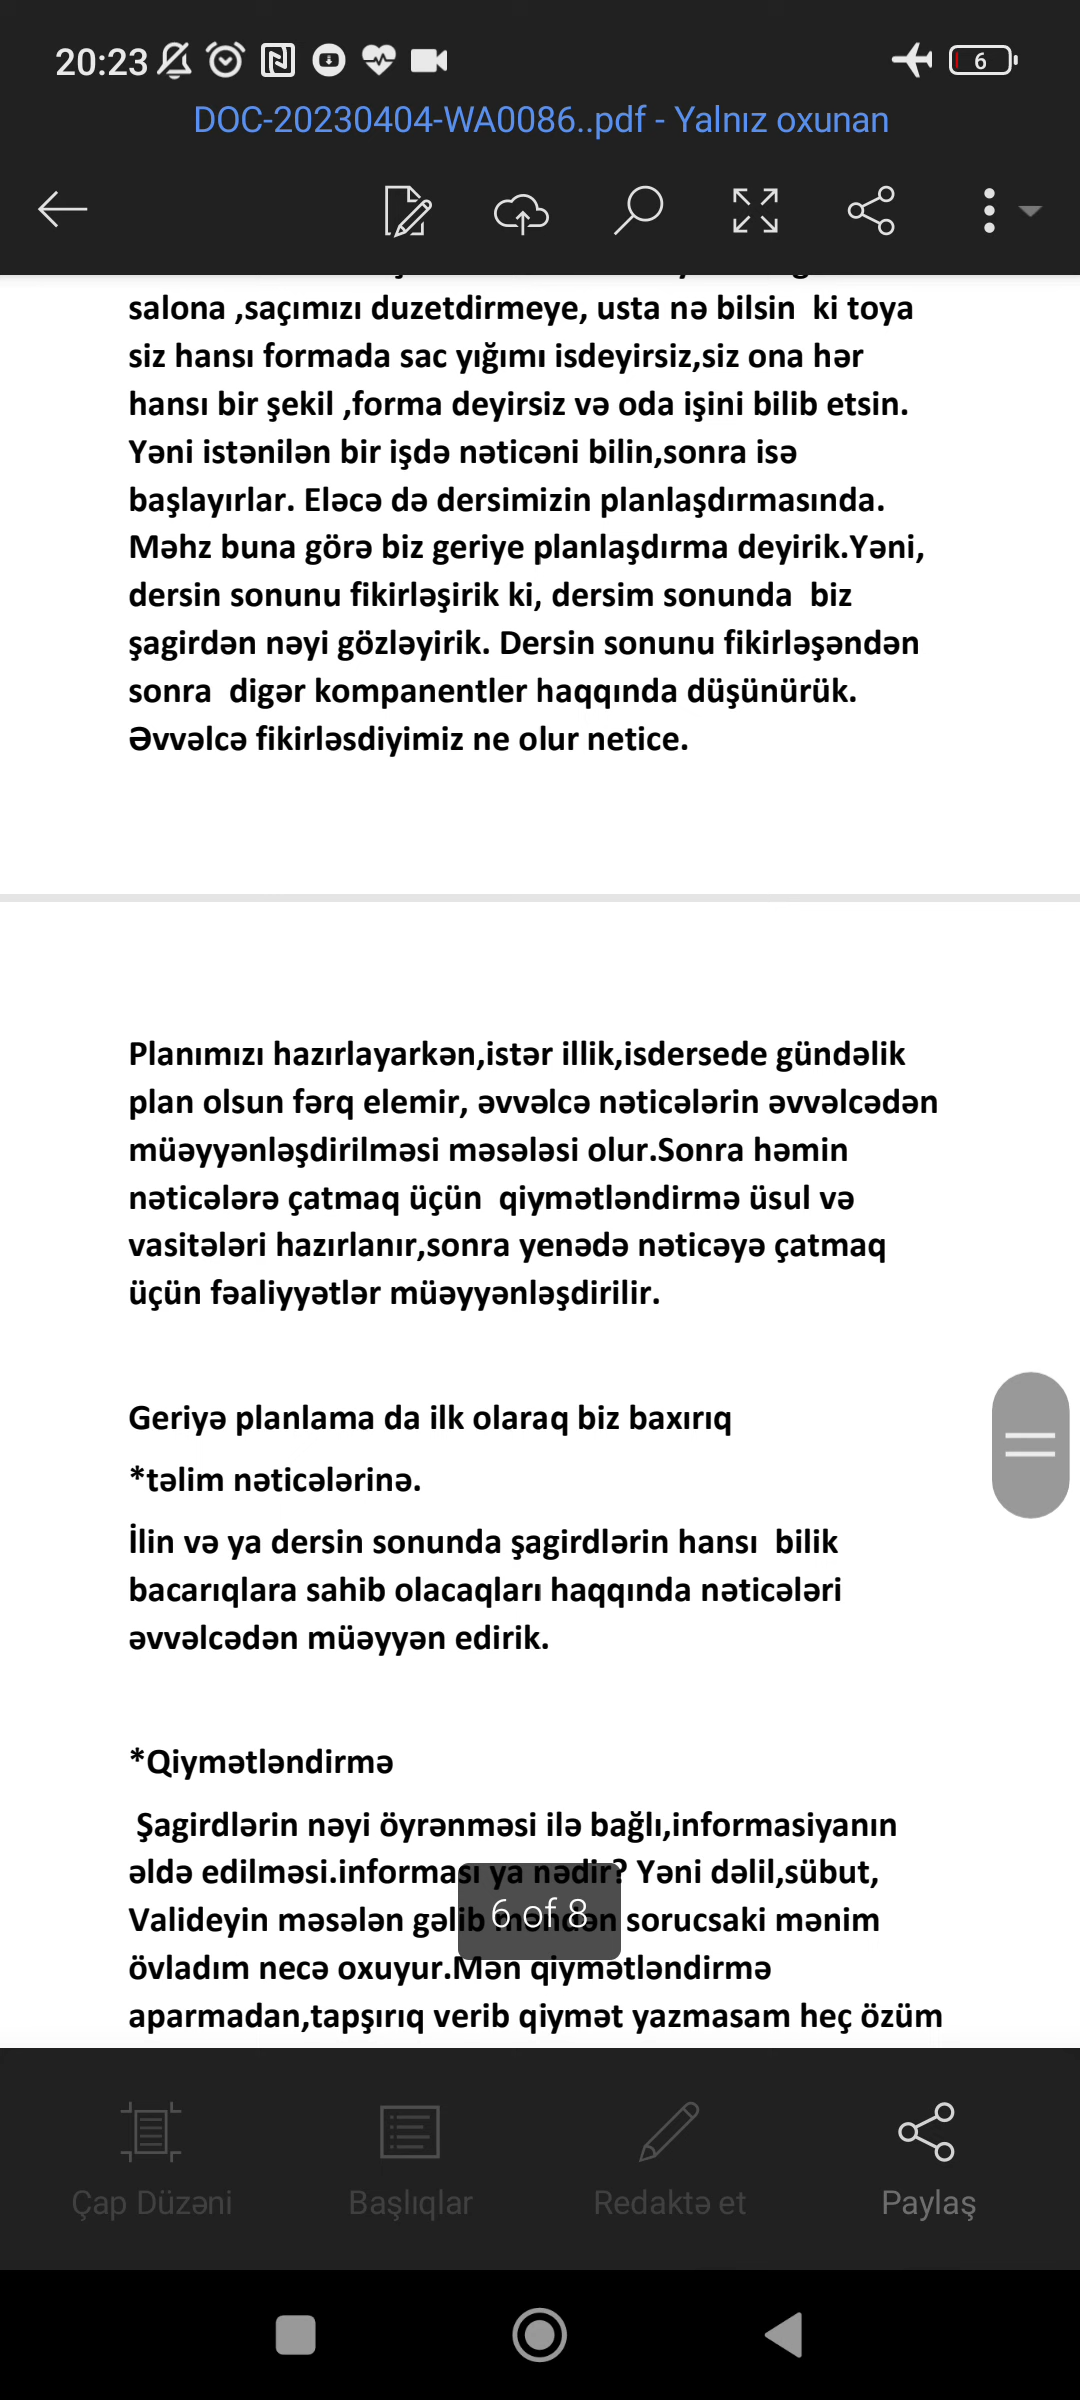 20:23
6
DOC-20230404-WA0086..pdf - Yalnız oxunan
salona ,saçımızı duzetdirmeye, usta nə bilsin  ki toya
siz hansı formada sac yığımı isdeyirsiz,siz ona hər
hansı bir şekil ,forma deyirsiz və oda işini bilib etsin.
Yəni istənilən bir işdə nəticəni bilin,sonra isə
başlayırlar. Eləcə də dersimizin planlaşdırmasında.
Məhz buna görə biz geriye planlaşdırma deyirik.Yəni,
dersin sonunu fikirləşirik ki, dersim sonunda  biz
şagirdən nəyi gözləyirik. Dersin sonunu fikirləşəndən
sonra  digər kompanentler haqqında düşünürük.
Əvvəlcə fikirləsdiyimiz ne olur netice.
Planımızı hazırlayarkən,istər illik,isdersede gündəlik
plan olsun fərq elemir, əvvəlcə nəticələrin əvvəlcədən
müəyyənləşdirilməsi məsələsi olur.Sonra həmin
nəticələrə çatmaq üçün  qiymətləndirmə üsul və
vasitələri hazırlanır,sonra yenədə nəticəyə çatmaq
üçün fəaliyyətlər müəyyənləşdirilir.
Geriyə planlama da ilk olaraq biz baxırıq
*təlim nəticələrinə.
İlin və ya dersin sonunda şagirdlərin hansı  bilik
bacarıqlara sahib olacaqları haqqında nəticələri
əvvəlcədən müəyyən edirik.
*Qiymətləndirmə
Şagirdlərin nəyi öyrənməsi ilə bağlı,informasiyanın
əldə edilməsi.informası ya nədir? Yəni dəlil,sübut,
Valideyin məsələn gəlib məndən sorucsaki mənim
6 of 8
övladım necə oxuyur.Mən qiymətləndirmə
aparmadan,tapşırıq verib qiymət yazmasam heç özüm
Çap Düzəni
Başlıqlar
Redaktə et
Paylaş